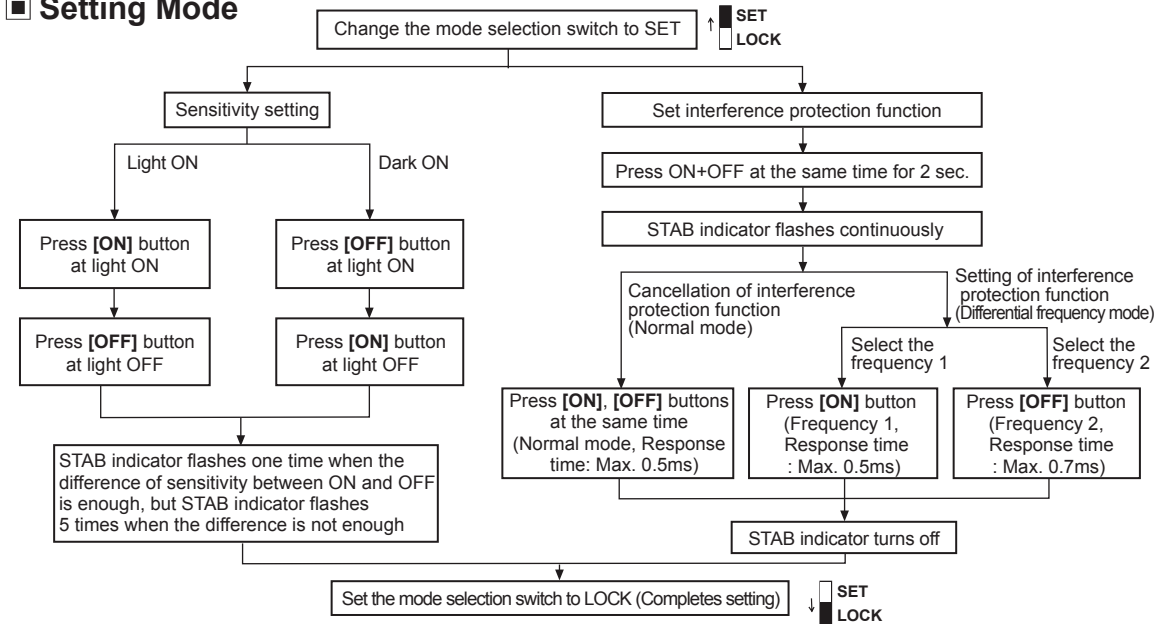 ■ Setting Mode
Change the mode selection switch to SET
↑
SET
LOCK
Sensitivity setting
Set interference protection function
Light ON
Dark ON
Press ON+OFF at the same time for 2 sec.
Press [ON] button
at light ON
Press [OFF] button
at light ON
STAB indicator flashes continuously
Cancellation of interference
protection function
(Normal mode)
Setting of interference
protection function
(Differential frequency mode)
Press [OFF] button
at light OFF
Press [ON] button
at light OFF
Select the
frequency 1
Select the
frequency 2
Press [ON], [OFF] buttons
at the same time
(Normal mode, Response
time: Max. 0.5ms)
Press [ON] button
(Frequency 1,
Response time
: Max. 0.5ms)
Press [OFF] button
(Frequency 2,
Response time
: Max. 0.7ms)
STAB indicator flashes one time when the
difference of sensitivity between ON and OFF
is enough, but STAB indicator flashes
5 times when the difference is not enough
STAB indicator turns off
Set the mode selection switch to LOCK (Completes setting)
↓
SET
LOCK